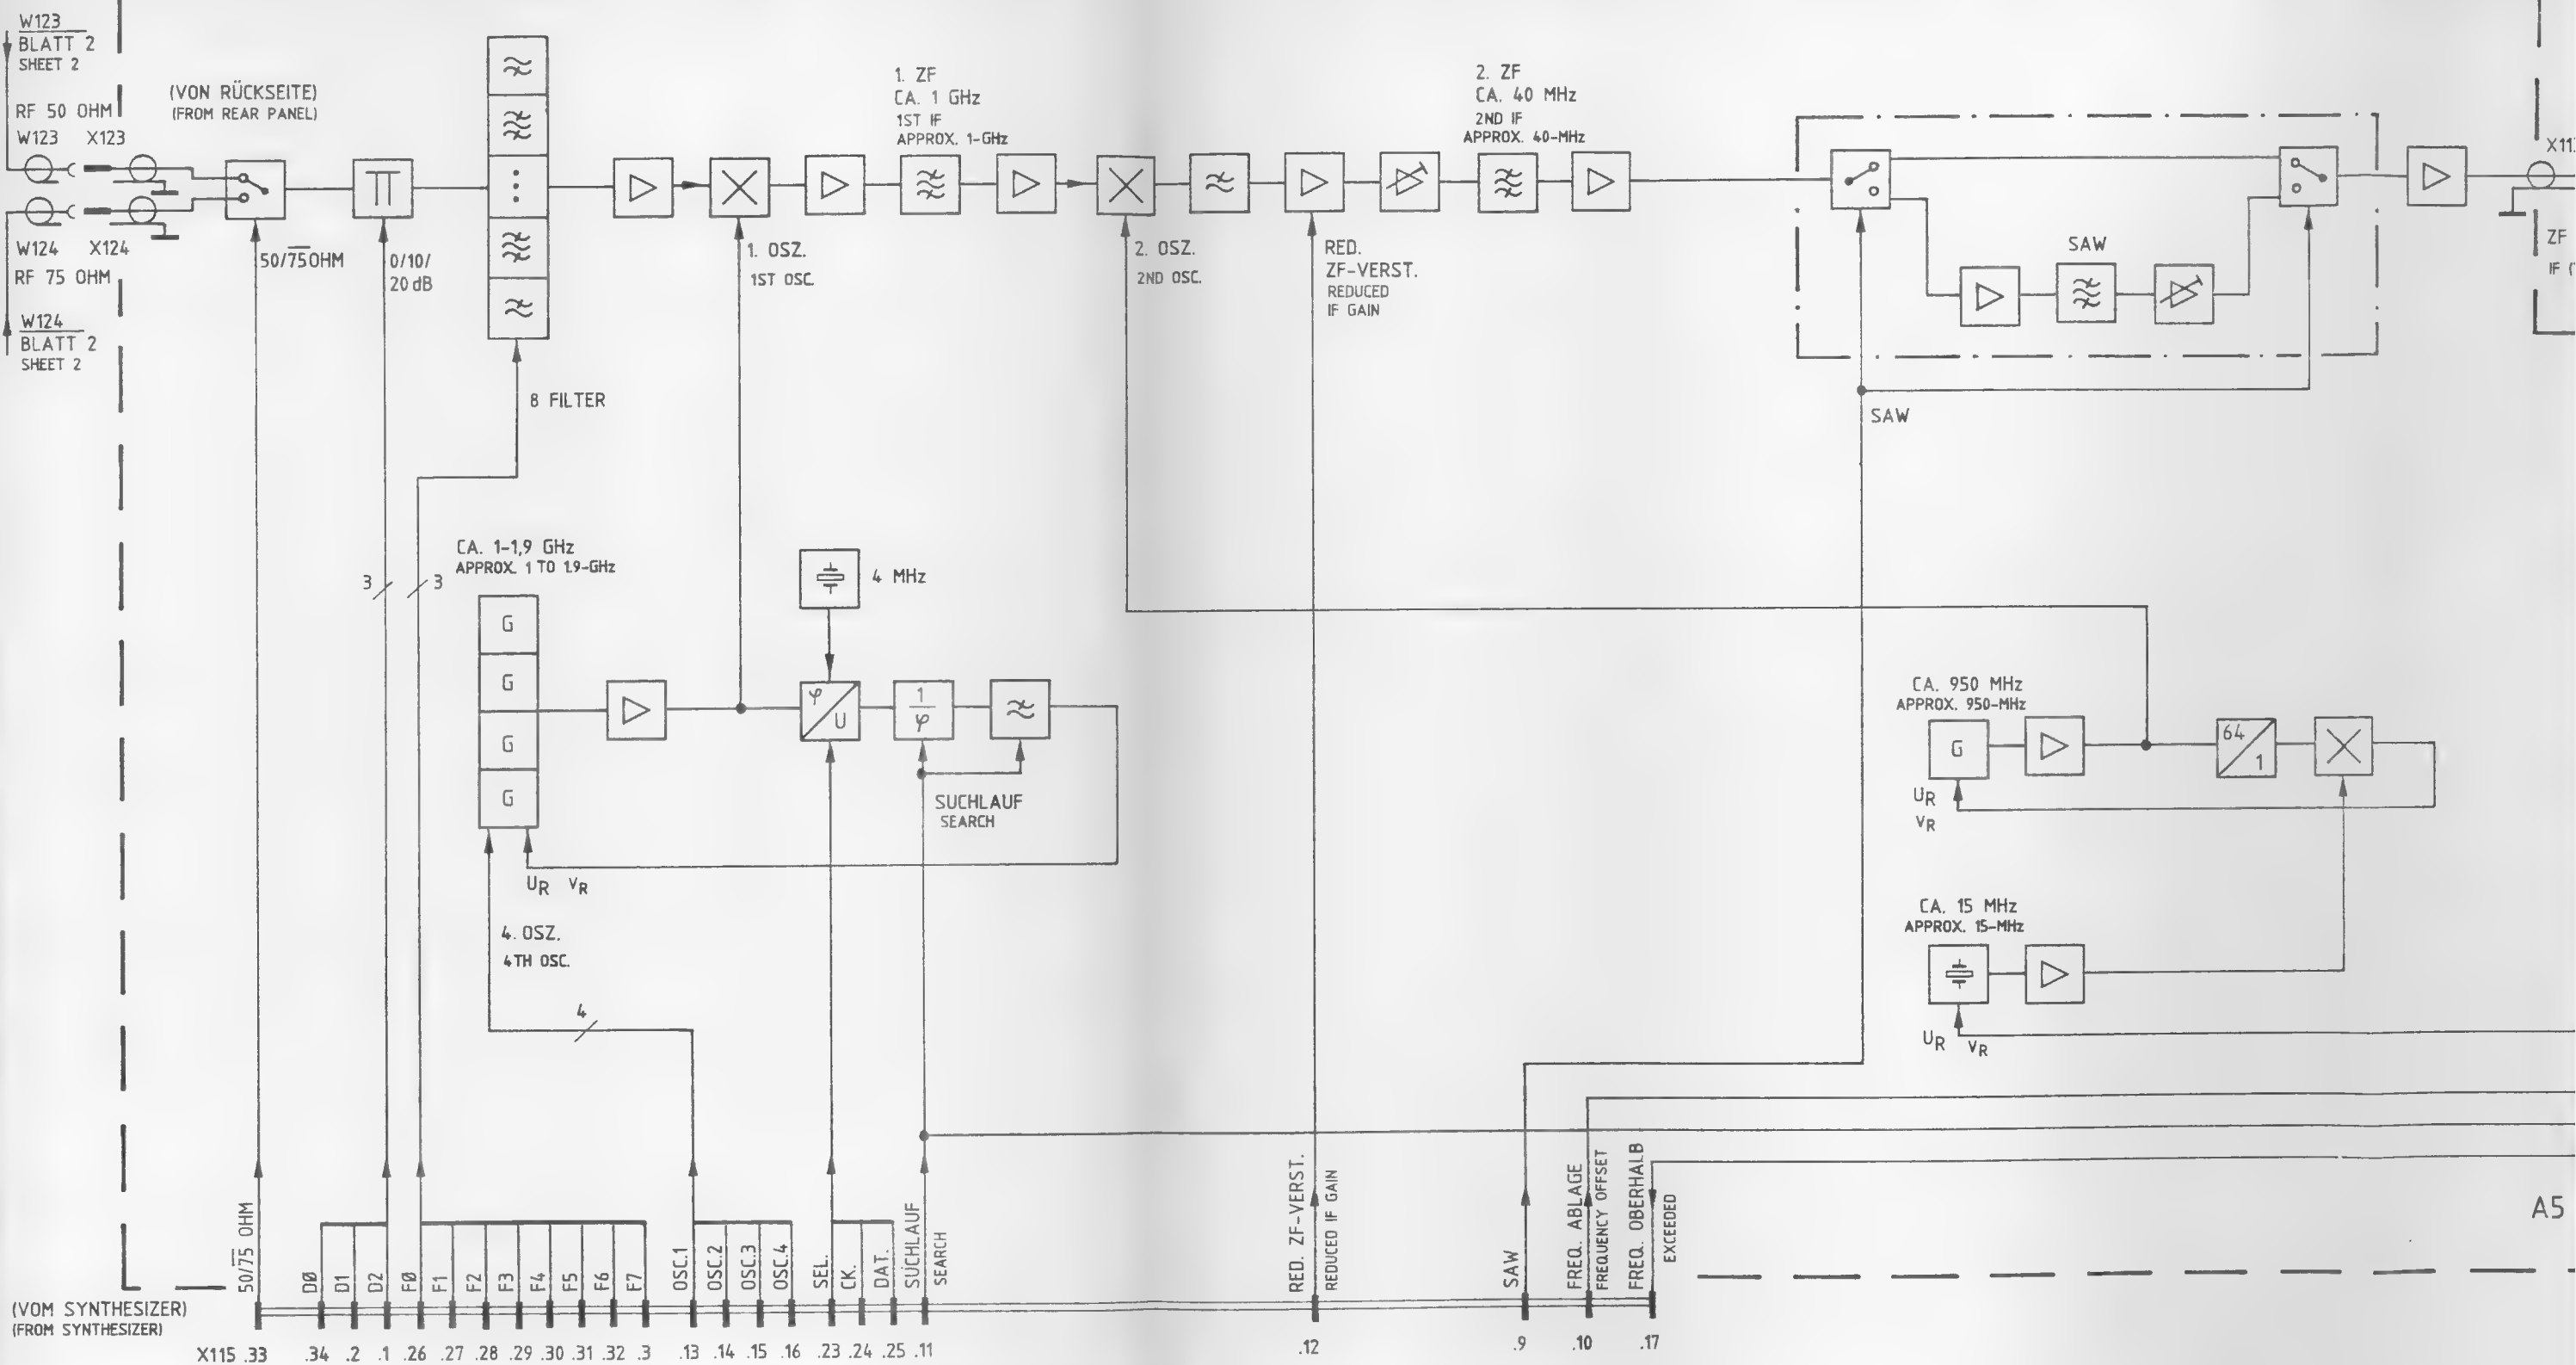 W123
BLATT 2
SHEET 2
RF 50 OHM
W123 X123
W124 X124
RF 75 OHM
W124
BLATT 2
SHEET 2
(VON RÜCKSEITE)
(FROM REAR PANEL)
50/75 OHM
0/10/
20 dB
8 FILTER
1. ZF
CA. 1 GHz
1ST IF
APPROX. 1-GHz
1. OSZ.
1ST OSC.
2. OSZ.
2ND OSC.
RED.
ZF-VERST.
REDUCED
IF GAIN
2. ZF
CA. 40 MHz
2ND IF
APPROX. 40-MHz
SAW
SAW
X11
ZF
IF (
3
3
CA. 1-1,9 GHz
APPROX. 1 TO 1.9-GHz
G
G
G
G
4 MHz
φ
U
1
φ
SUCHLAUF
SEARCH
UR VR
4. OSZ.
4TH OSC.
4
CA. 950 MHz
APPROX. 950-MHz
G
64
1
UR
VR
CA. 15 MHz
APPROX. 15-MHz
UR VR
A5
50/75 OHM
D0
D1
D2
F0
F1
F2
F3
F4
F5
F6
F7
OSC.1
OSC.2
OSC.3
OSC.4
SEL.
CK.
DAT.
SUCHLAUF
SEARCH
RED. ZF-VERST.
REDUCED IF GAIN
SAW
FREQ. ABLAGE
FREQUENCY OFFSET
FREQ. OBERHALB
EXCEEDED
(VOM SYNTHESIZER)
(FROM SYNTHESIZER)
X115 .33 .34 .2 .1 .26 .27 .28 .29 .30 .31 .32 .3 .13 .14 .15 .16 .23 .24 .25 .11 .12 .9 .10 .17